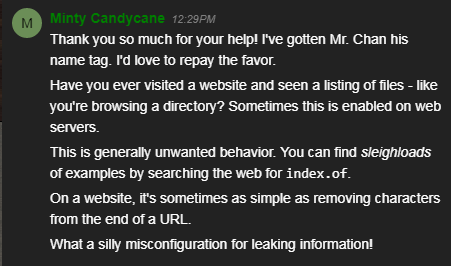 M
Minty Candycane 12:29PM
Thank you so much for your help! I've gotten Mr. Chan his
name tag. I'd love to repay the favor.
Have you ever visited a website and seen a listing of files - like
you're browsing a directory? Sometimes this is enabled on web
servers.
This is generally unwanted behavior. You can find sleighloads
of examples by searching the web for index.of.
On a website, it's sometimes as simple as removing characters
from the end of a URL.
What a silly misconfiguration for leaking information!